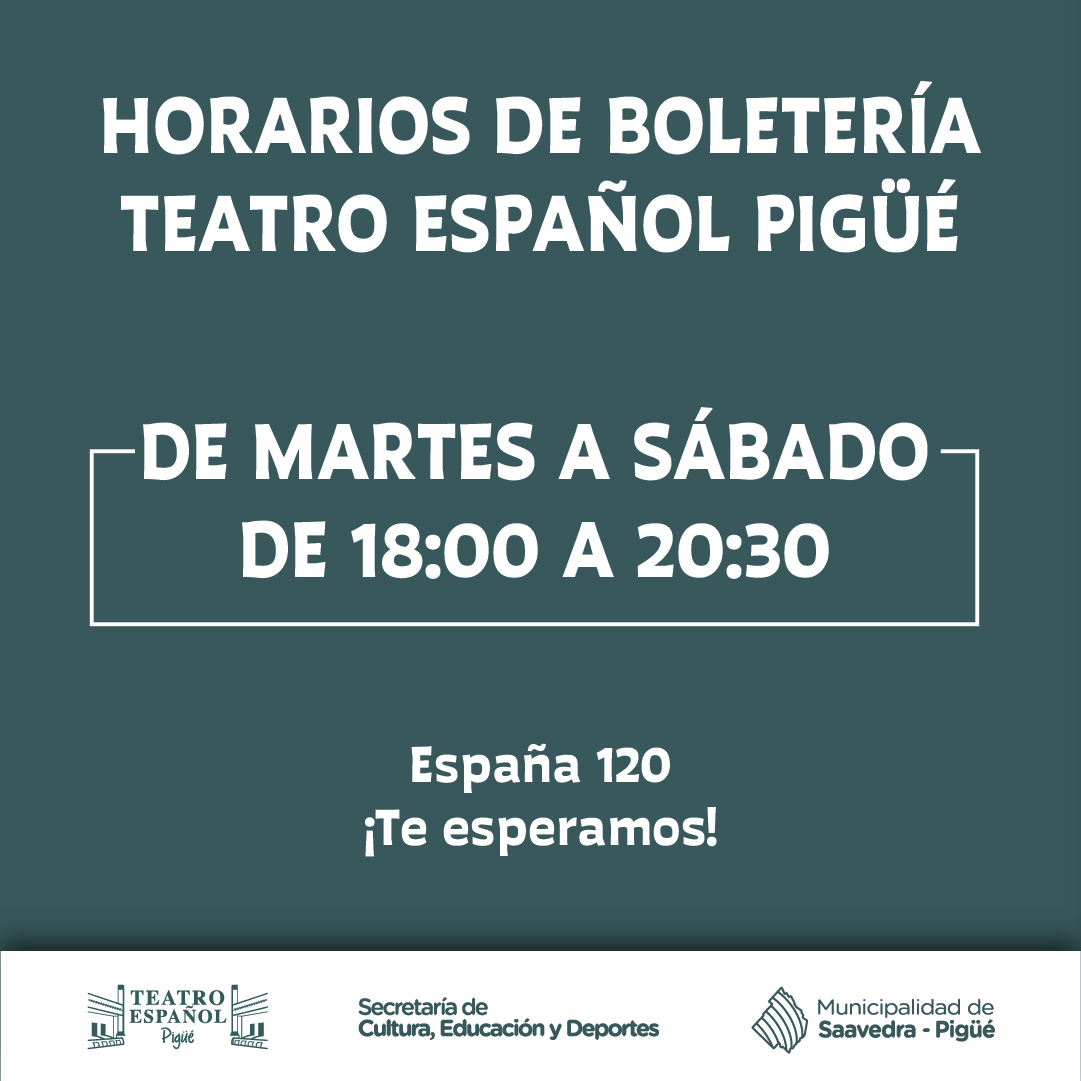 HORARIOS DE BOLETERÍA
TEATRO ESPAÑOL PIGÜÉ
DE MARTES A SÁBADO
DE 18:00 A 20:30
España 120
¡Te esperamos!
TEATRO
ESPAÑOL
Pigüé
Secretaría de
Cultura, Educación y Deportes
Municipalidad de
Saavedra - Pigüé